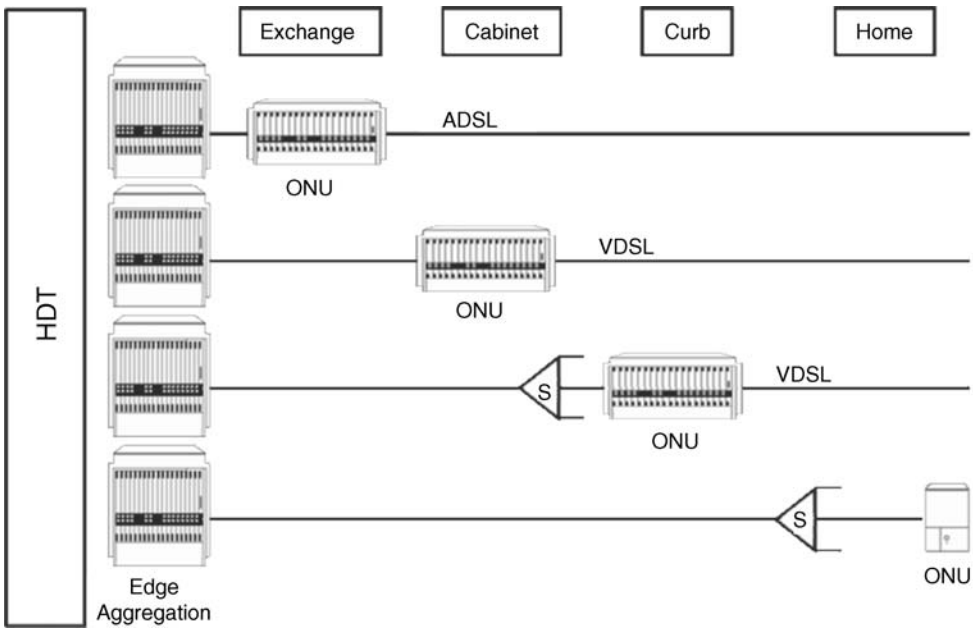 Exchange
Cabinet
Curb
Home
HDT
ADSL
ONU
VDSL
ONU
S
VDSL
ONU
S
ONU
Edge
Aggregation